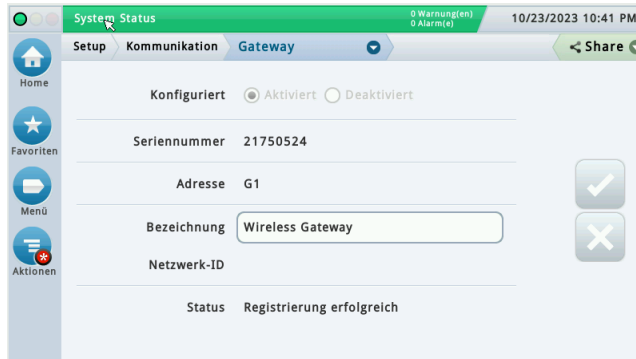 System Status
0 Warnung(en)
0 Alarm(e)
10/23/2023 10:41 PM
Setup Kommunikation Gateway
Share
Home
Favoriten
Menü
Aktionen
Konfiguriert Aktiviert Deaktiviert
Seriennummer 21750524
Adresse G1
Bezeichnung Wireless Gateway
Netzwerk-ID
Status Registrierung erfolgreich